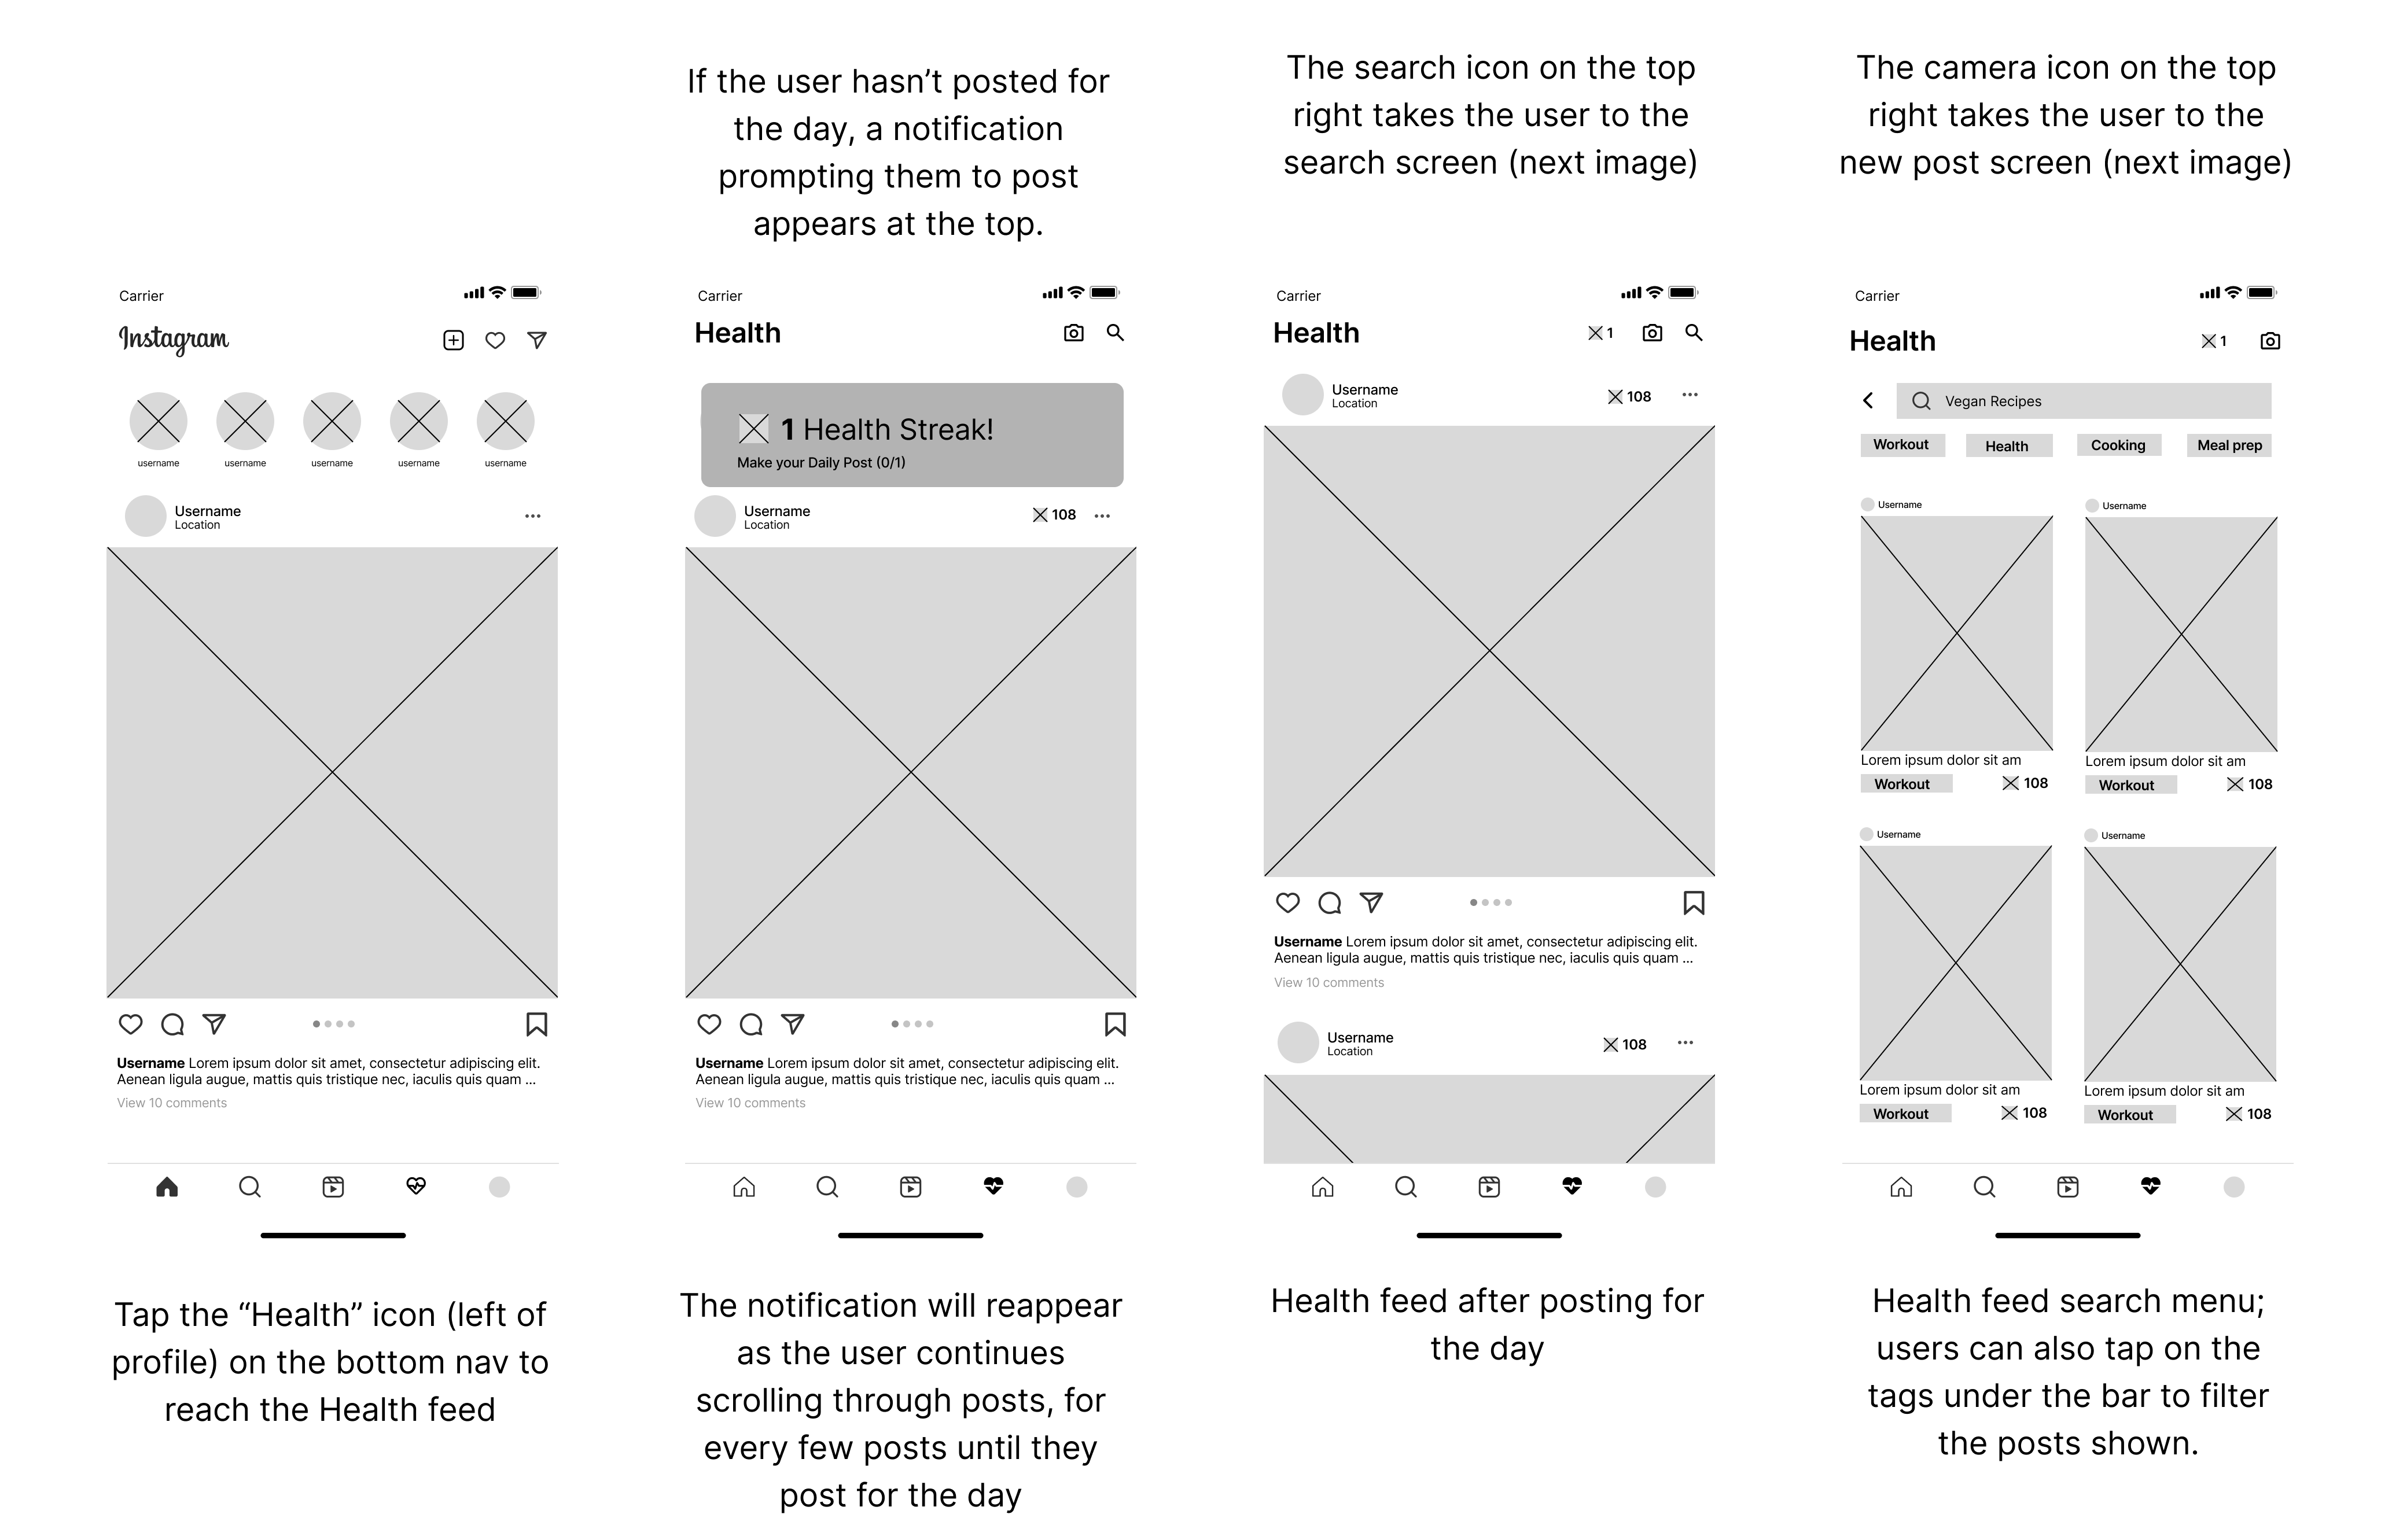 If the user hasn’t posted for
the day, a notification
prompting them to post
appears at the top.
The search icon on the top
right takes the user to the
search screen (next image)
The camera icon on the top
right takes the user to the
new post screen (next image)
Carrier
Instagram
username
username
username
username
username
Username
Location
Username Lorem ipsum dolor sit amet, consectetur adipiscing elit.
Aenean ligula augue, mattis quis tristique nec, iaculis quis quam ...
View 10 comments
Tap the “Health” icon (left of
profile) on the bottom nav to
reach the Health feed
Carrier
Health
1 Health Streak!
Make your Daily Post (0/1)
Username
Location
108
Username Lorem ipsum dolor sit amet, consectetur adipiscing elit.
Aenean ligula augue, mattis quis tristique nec, iaculis quis quam ...
View 10 comments
The notification will reappear
as the user continues
scrolling through posts, for
every few posts until they
post for the day
Carrier
Health
1
Username
Location
108
Username Lorem ipsum dolor sit amet, consectetur adipiscing elit.
Aenean ligula augue, mattis quis tristique nec, iaculis quis quam ...
View 10 comments
Username
Location
108
Health feed after posting for
the day
Carrier
Health
1
Vegan Recipes
Workout
Health
Cooking
Meal prep
Username
Lorem ipsum dolor sit am
Workout
108
Username
Lorem ipsum dolor sit am
Workout
108
Username
Lorem ipsum dolor sit am
Workout
108
Username
Lorem ipsum dolor sit am
Workout
108
Health feed search menu;
users can also tap on the
tags under the bar to filter
the posts shown.